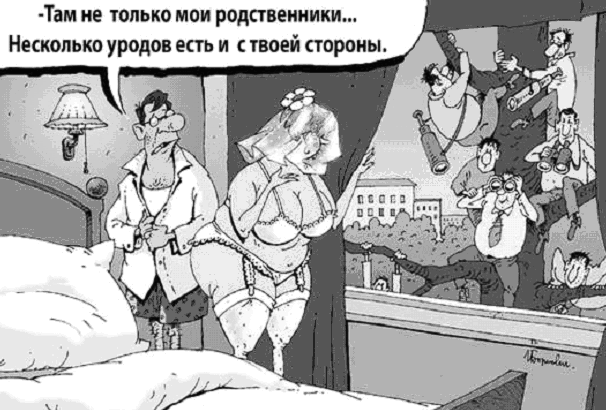 -Там не только мои родственники...
Несколько уродов есть и с твоей стороны.